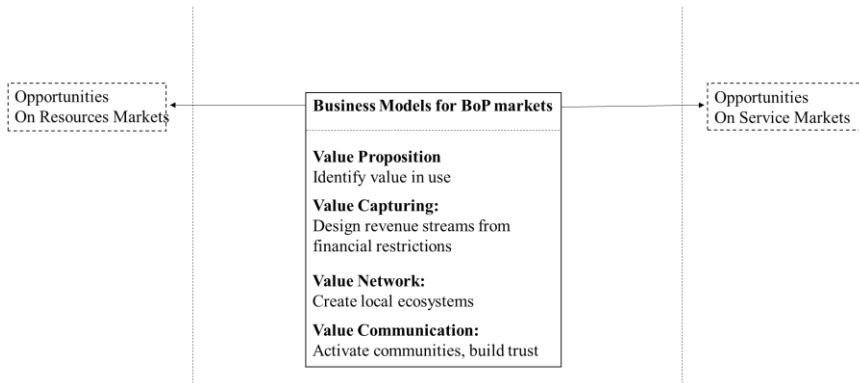 Opportunities
On Resources Markets
Business Models for BoP markets
Opportunities
On Service Markets
Value Proposition
Identify value in use
Value Capturing:
Design revenue streams from
financial restrictions
Value Network:
Create local ecosystems
Value Communication:
Activate communities, build trust